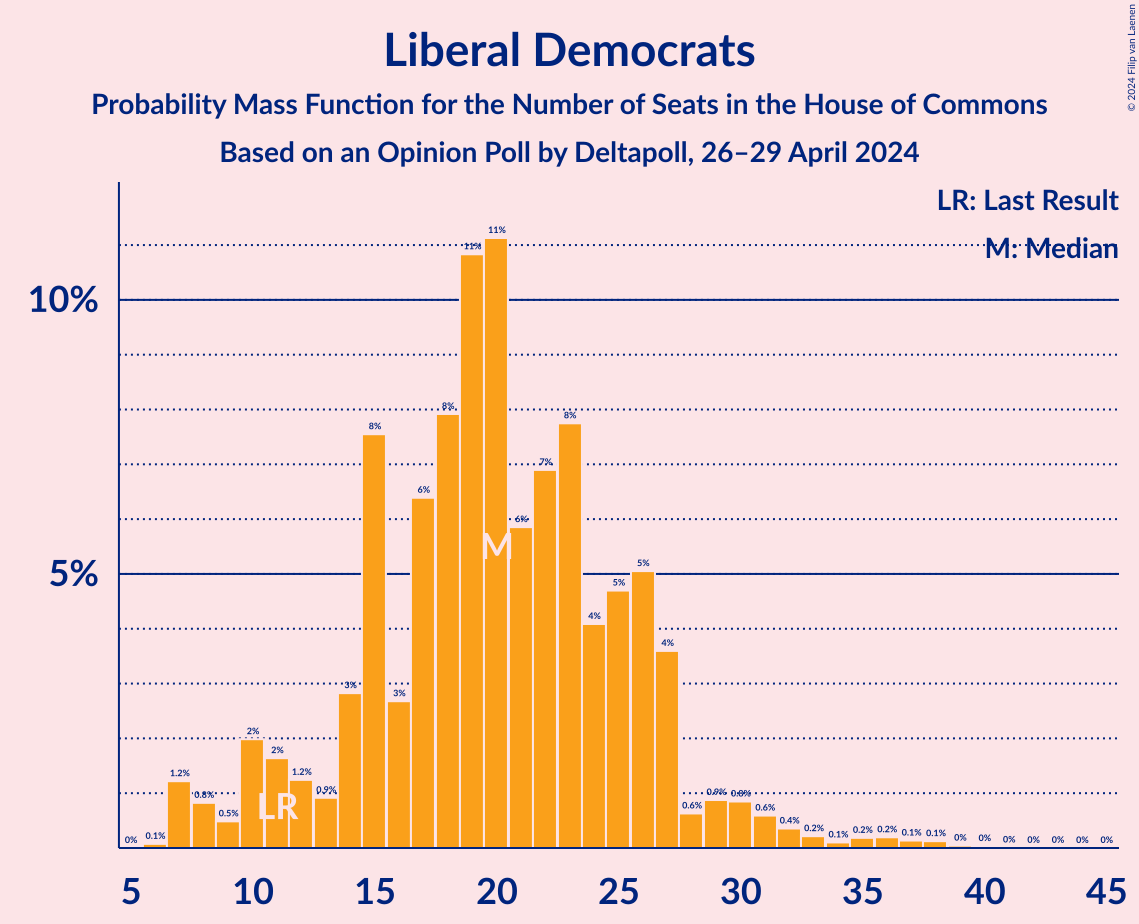 Liberal Democrats
Probability Mass Function for the Number of Seats in the House of Commons
Based on an Opinion Poll by Deltapoll, 26–29 April 2024
© 2024 Filip van Laenen
LR: Last Result
M: Median
10%
5%
0% 0.1% 1.2% 0.8% 0.5% 2% 2% 1.2% 0.9% 3% 8% 3% 6% 8% 11% 11% 6% 7% 8% 4% 5% 5% 4% 0.6% 0.9% 0.8% 0.6% 0.4% 0.2% 0.1% 0.2% 0.2% 0.1% 0.1% 0% 0% 0% 0% 0% 0% 0%
M
LR
5 10 15 20 25 30 35 40 45